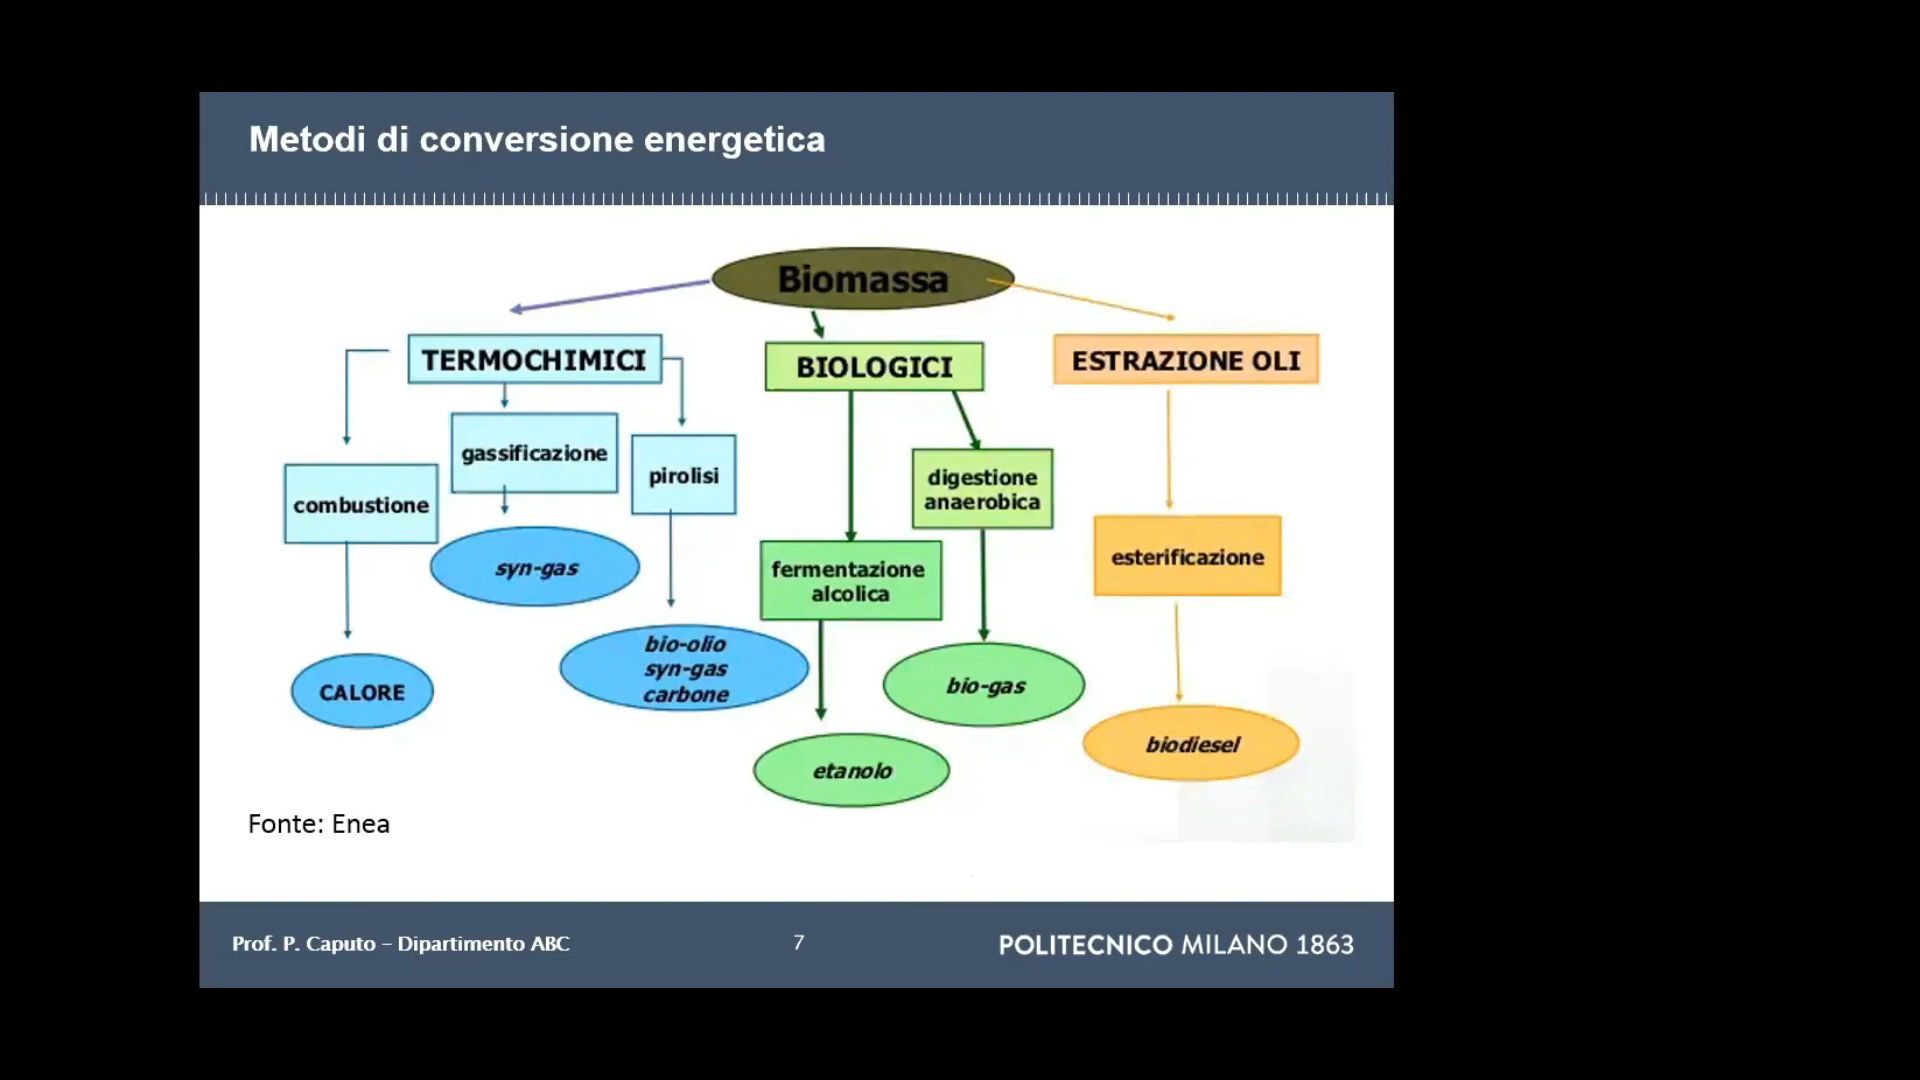 Metodi di conversione energetica
Biomassa
TERMOCHIMICI
BIOLOGICI
ESTRAZIONE OLI
combustione
gassificazione
pirolisi
fermentazione
alcolica
digestione
anaerobica
esterificazione
CALORE
syn-gas
bio-olio
syn-gas
carbone
etanolo
bio-gas
biodiesel
Fonte: Enea
Prof. P. Caputo – Dipartimento ABC
7
POLITECNICO MILANO 1863